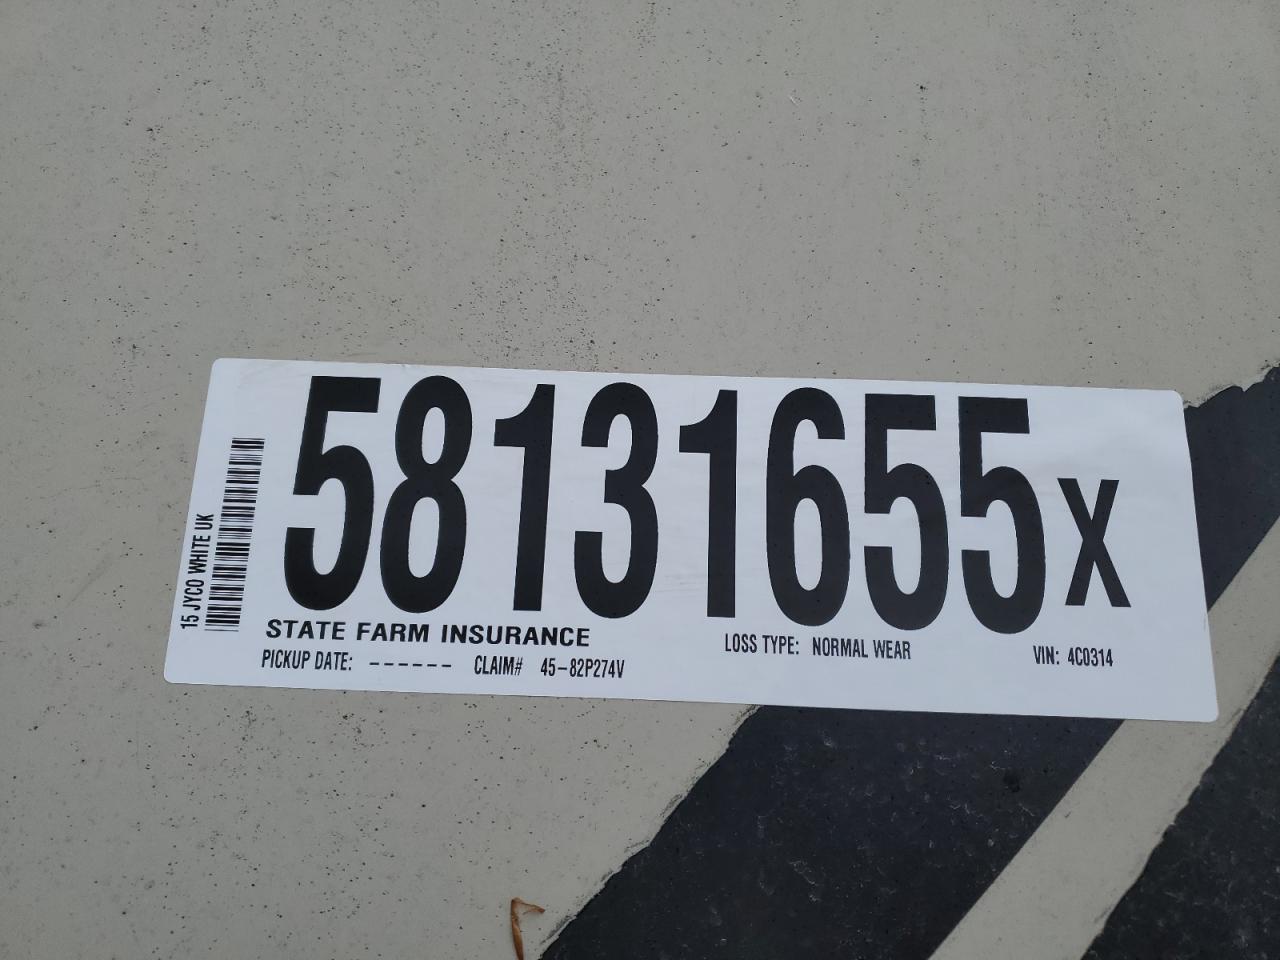 15 JYCO WHITE UK
58131655X
STATE FARM INSURANCE
PICKUP DATE: ------ CLAIM# 45-82P274V
LOSS TYPE: NORMAL WEAR
VIN: 4C0314